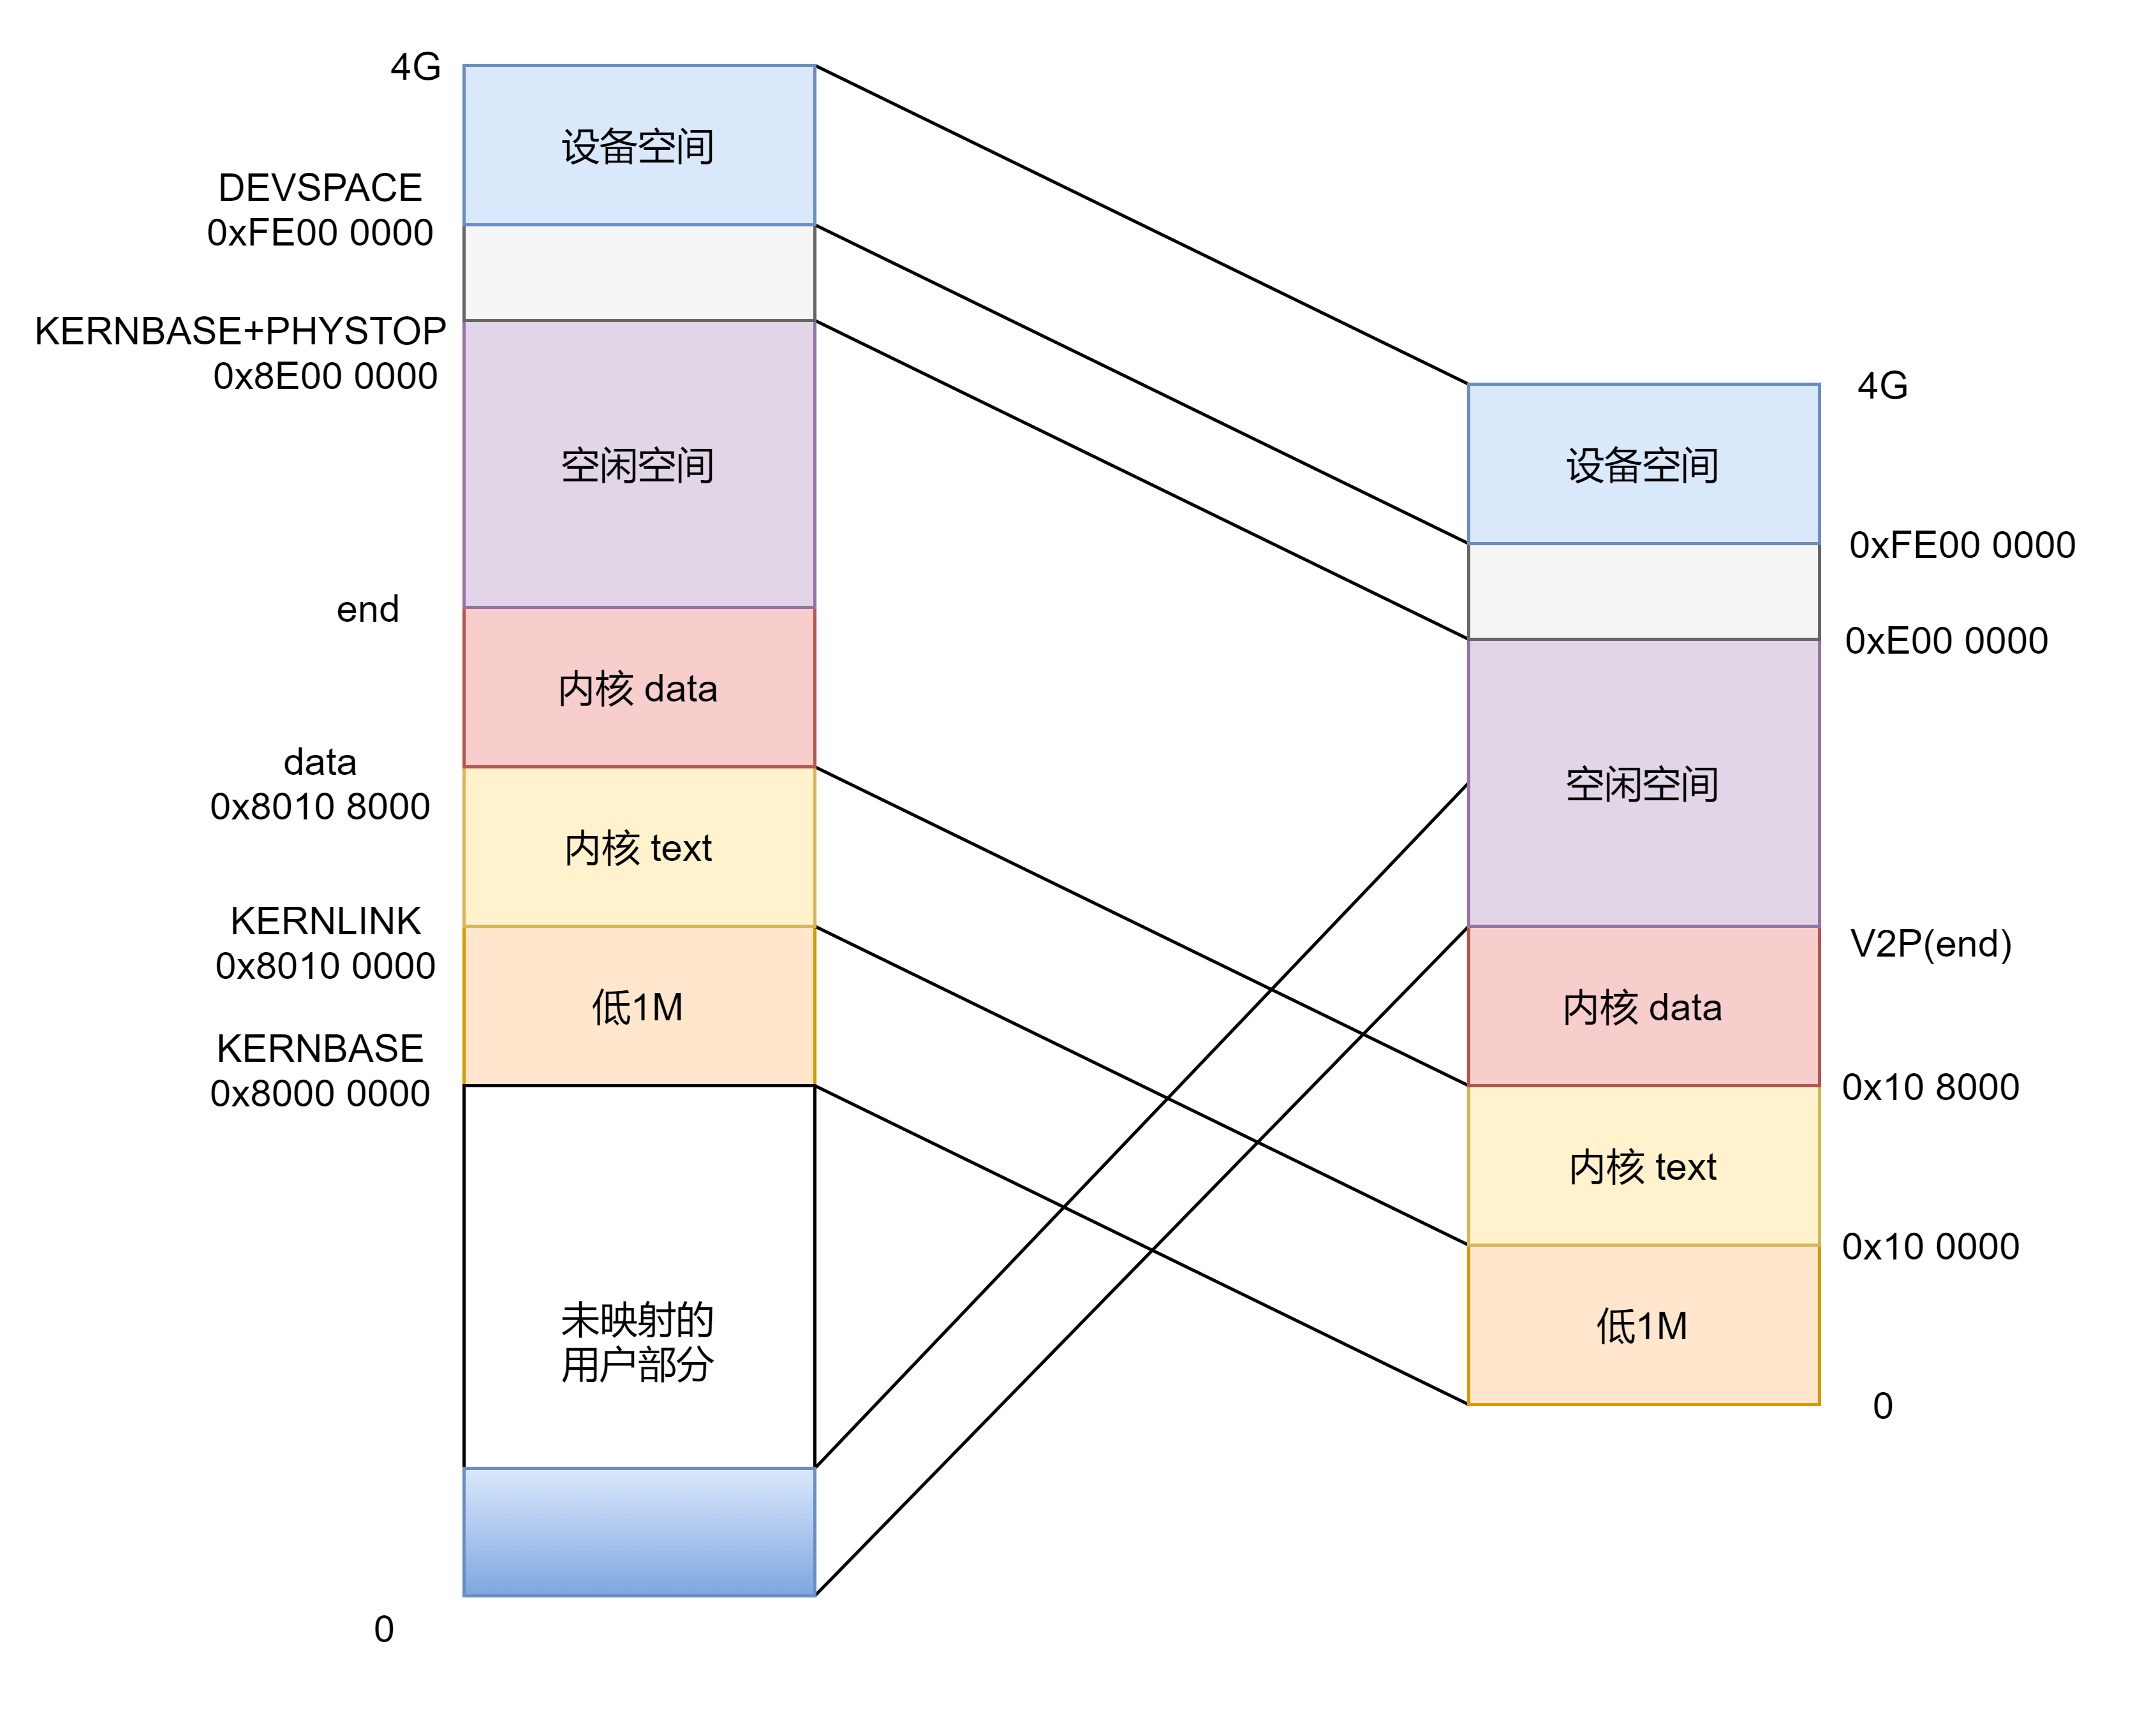 4G
设备空间
DEVSPACE
0xFE00 0000
KERNBASE+PHYSTOP
0x8E00 0000
空闲空间
end
内核 data
data
0x8010 8000
内核 text
KERNLINK
0x8010 0000
低1M
KERNBASE
0x8000 0000
未映射的
用户部分
0
4G
设备空间
0xFE00 0000
0xE00 0000
空闲空间
V2P(end)
内核 data
0x10 8000
内核 text
0x10 0000
低1M
0